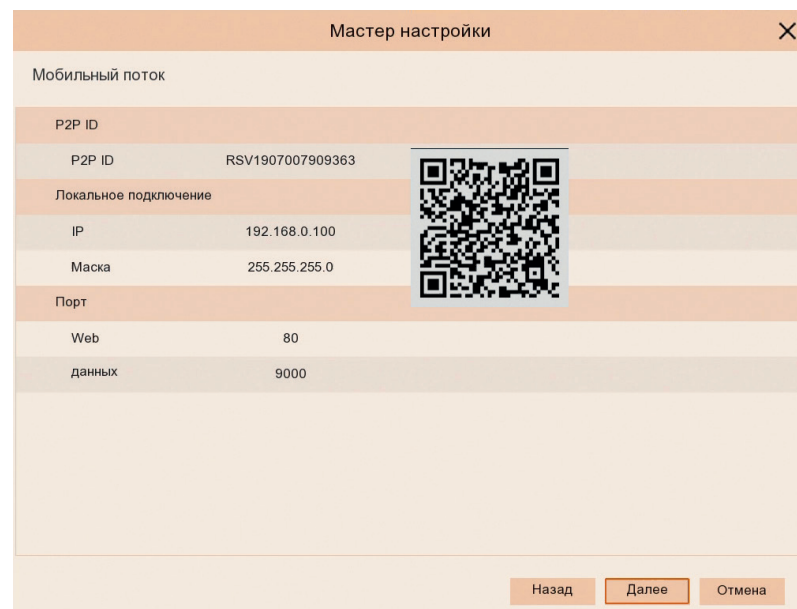 Мастер настройки
Мобильный поток
P2P ID
P2P ID RSV1907007909363
Локальное подключение
IP 192.168.0.100
Маска 255.255.255.0
Порт
Web 80
данных 9000
Назад Далее Отмена